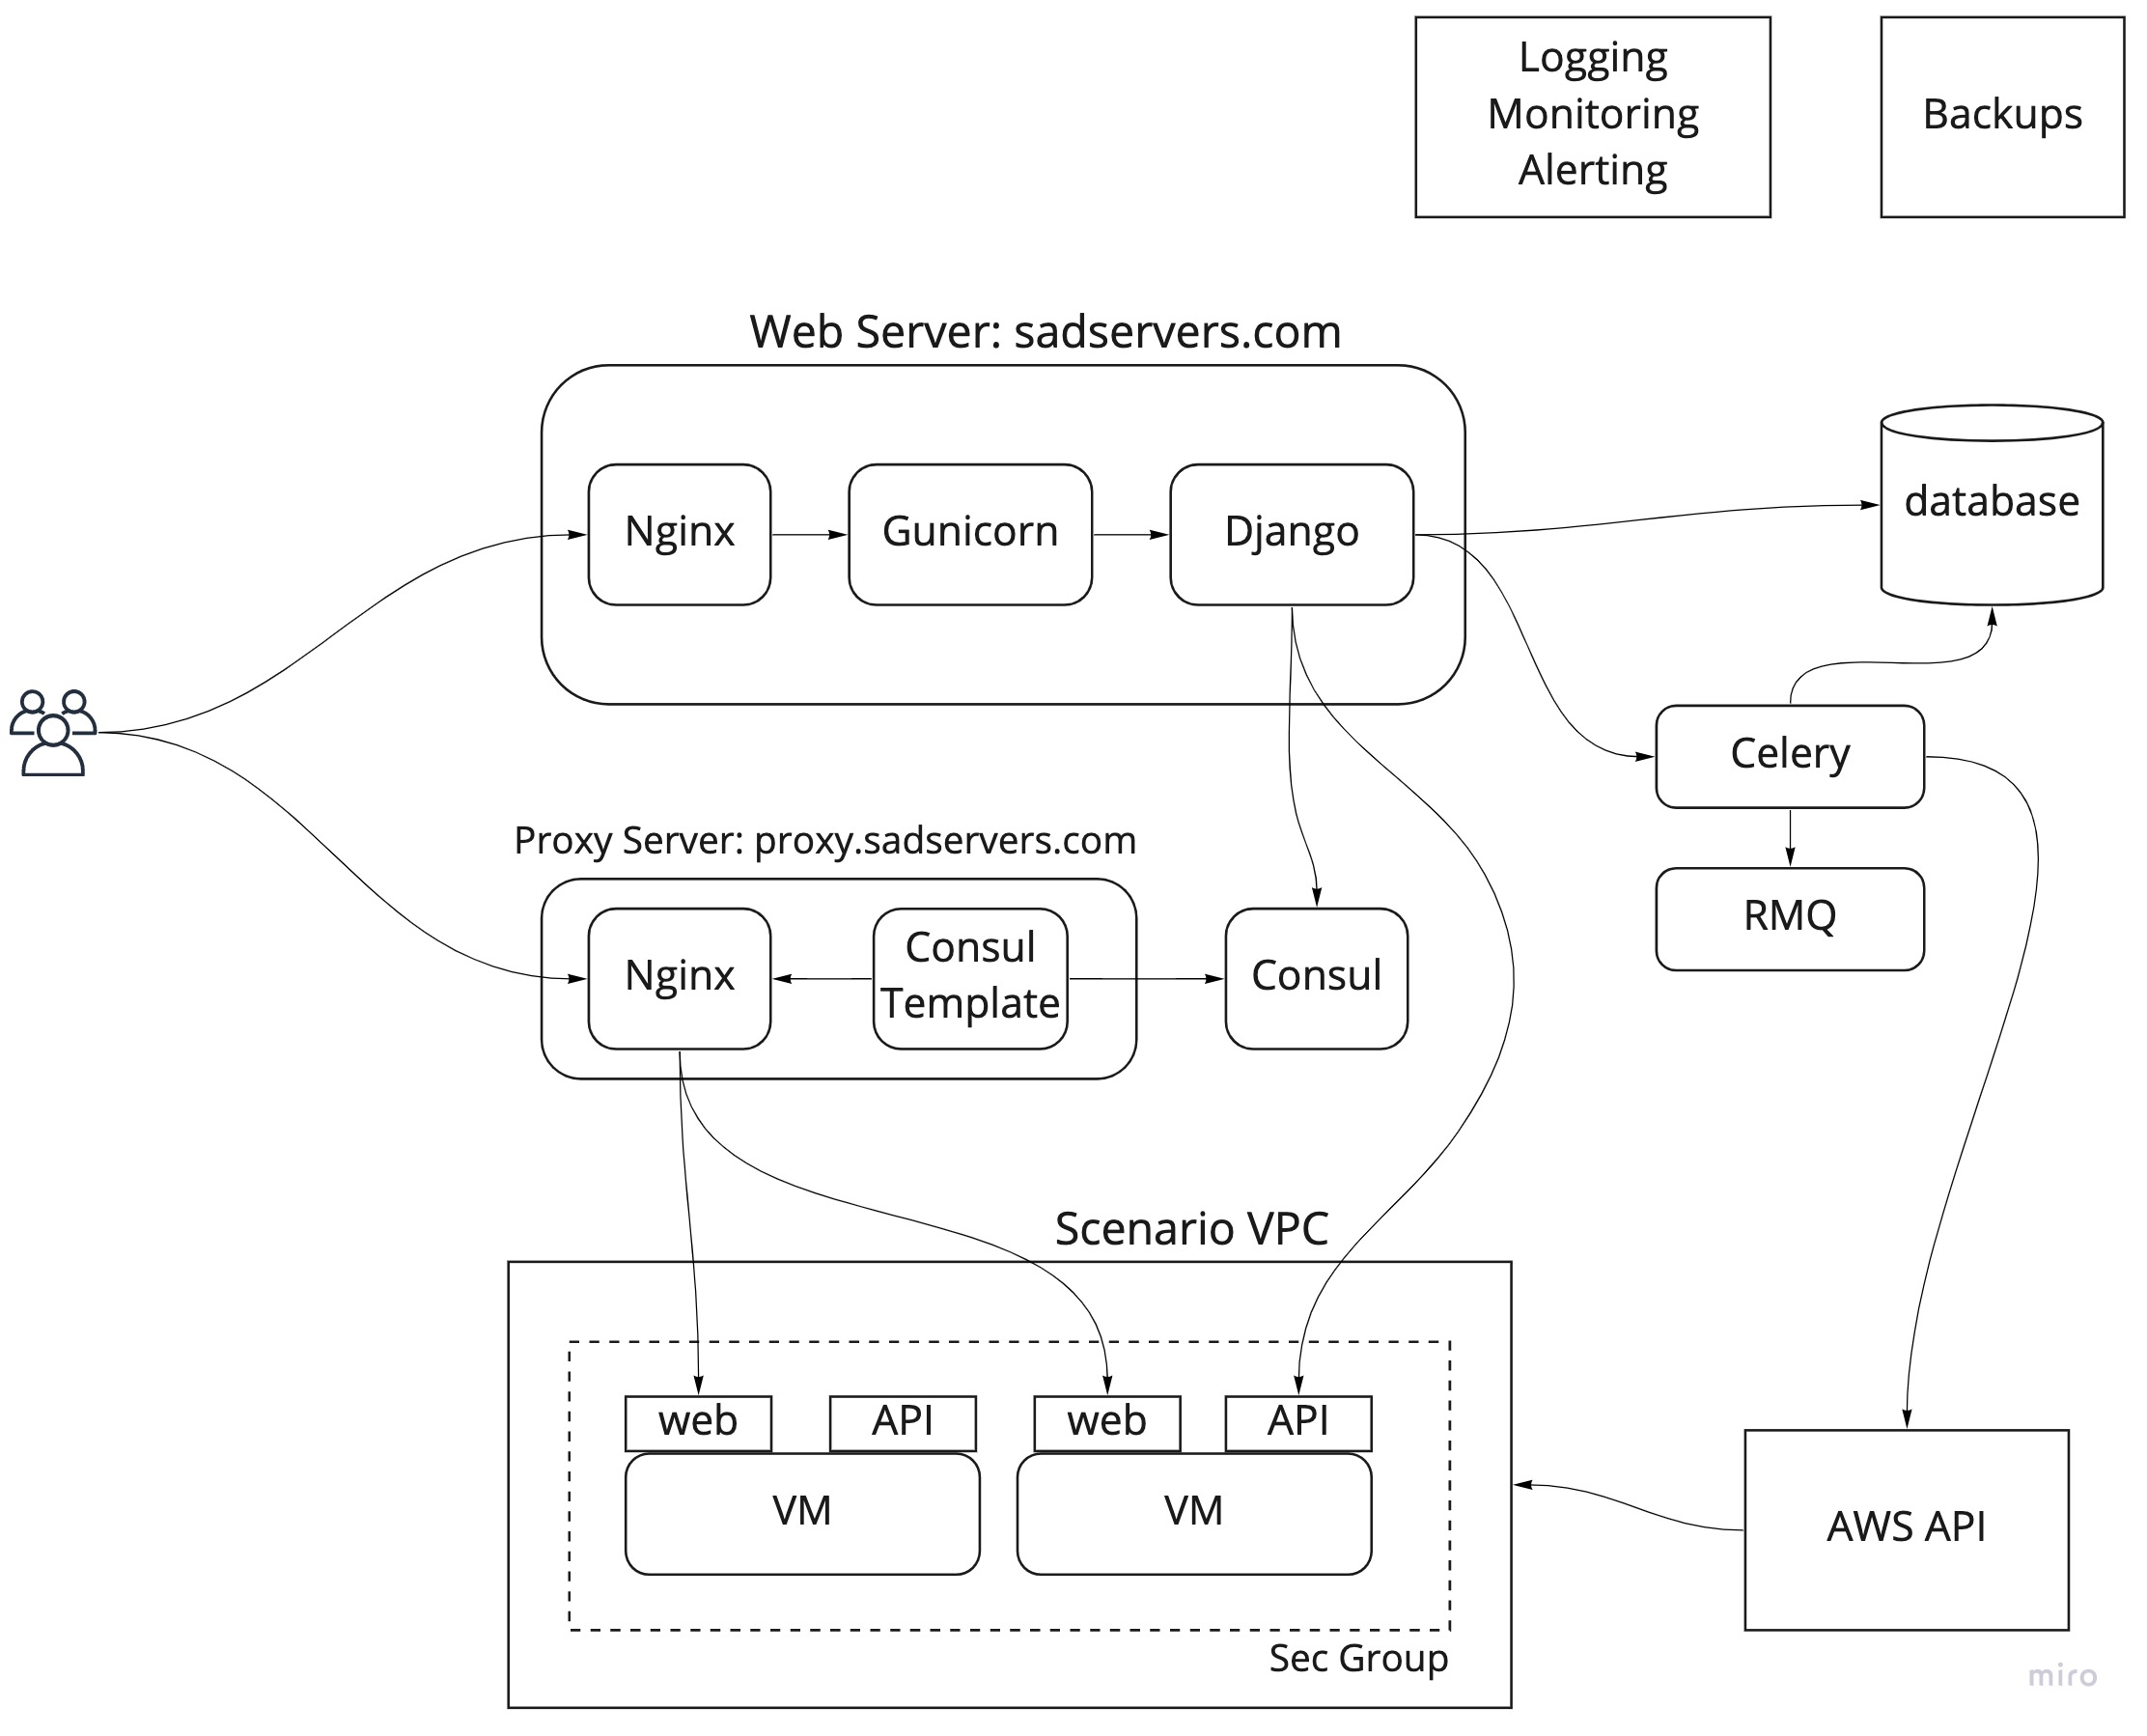 Logging
Monitoring
Alerting
Backups
Web Server: sadservers.com
Nginx
Gunicorn
Django
database
Celery
RMQ
Proxy Server: proxy.sadservers.com
Nginx
Consul
Template
Consul
Scenario VPC
web
API
web
API
VM
VM
Sec Group
AWS API
miro